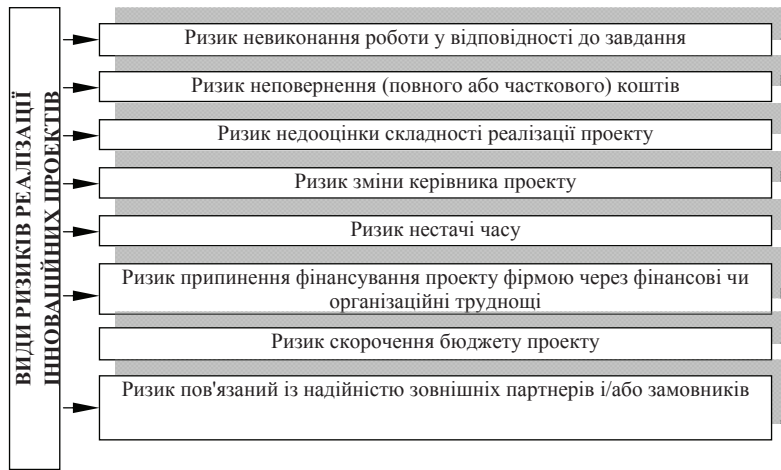 ВИДИ РИЗИКІВ РЕАЛІЗАЦІЇ
ІННОВАЦІЙНИХ ПРОЕКТІВ
Ризик невиконання роботи у відповідності до завдання
Ризик неповернення (повного або часткового) коштів
Ризик недооцінки складності реалізації проекту
Ризик зміни керівника проекту
Ризик нестачі часу
Ризик припинення фінансування проекту фірмою через фінансові чи
організаційні труднощі
Ризик скорочення бюджету проекту
Ризик пов'язаний із надійністю зовнішніх партнерів і/або замовників